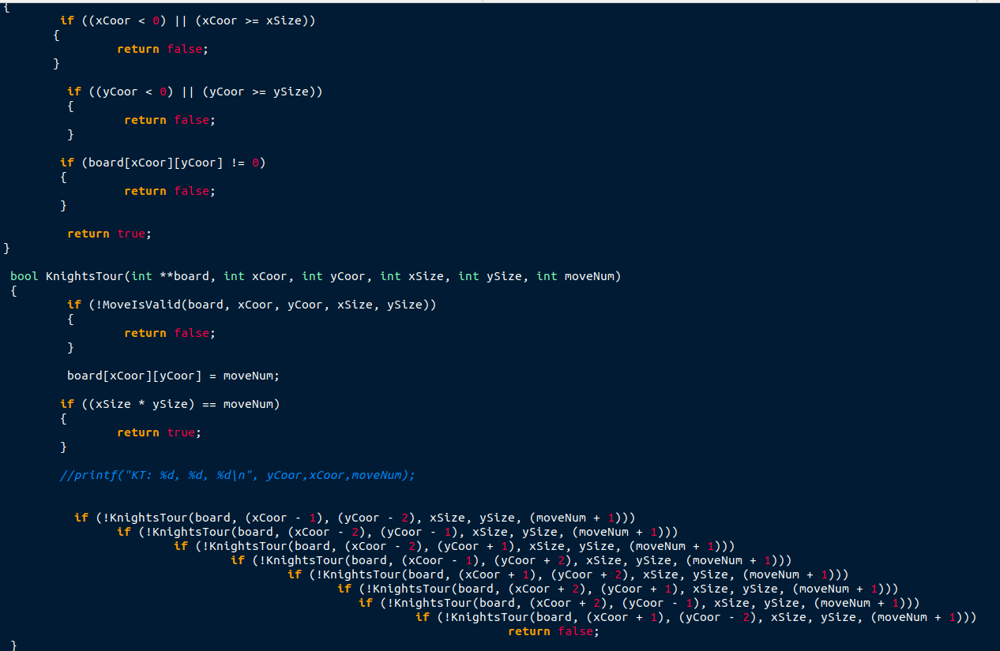 {
if ((xCoor < 0) || (xCoor >= xSize))
{
return false;
}
if ((yCoor < 0) || (yCoor >= ySize))
{
return false;
}
if (board[xCoor][yCoor] != 0)
{
return false;
}
return true;
}
bool KnightsTour(int **board, int xCoor, int yCoor, int xSize, int ySize, int moveNum)
{
if (!MoveIsValid(board, xCoor, yCoor, xSize, ySize))
{
return false;
}
board[xCoor][yCoor] = moveNum;
if ((xSize * ySize) == moveNum)
{
return true;
}
//printf("KT: %d, %d, %d\n", yCoor,xCoor,moveNum);
if (!KnightsTour(board, (xCoor - 1), (yCoor - 2), xSize, ySize, (moveNum + 1)))
if (!KnightsTour(board, (xCoor - 2), (yCoor - 1), xSize, ySize, (moveNum + 1)))
if (!KnightsTour(board, (xCoor - 2), (yCoor + 1), xSize, ySize, (moveNum + 1)))
if (!KnightsTour(board, (xCoor - 1), (yCoor + 2), xSize, ySize, (moveNum + 1)))
if (!KnightsTour(board, (xCoor + 1), (yCoor + 2), xSize, ySize, (moveNum + 1)))
if (!KnightsTour(board, (xCoor + 2), (yCoor + 1), xSize, ySize, (moveNum + 1)))
if (!KnightsTour(board, (xCoor + 2), (yCoor - 1), xSize, ySize, (moveNum + 1)))
if (!KnightsTour(board, (xCoor + 1), (yCoor - 2), xSize, ySize, (moveNum + 1)))
return false;
}